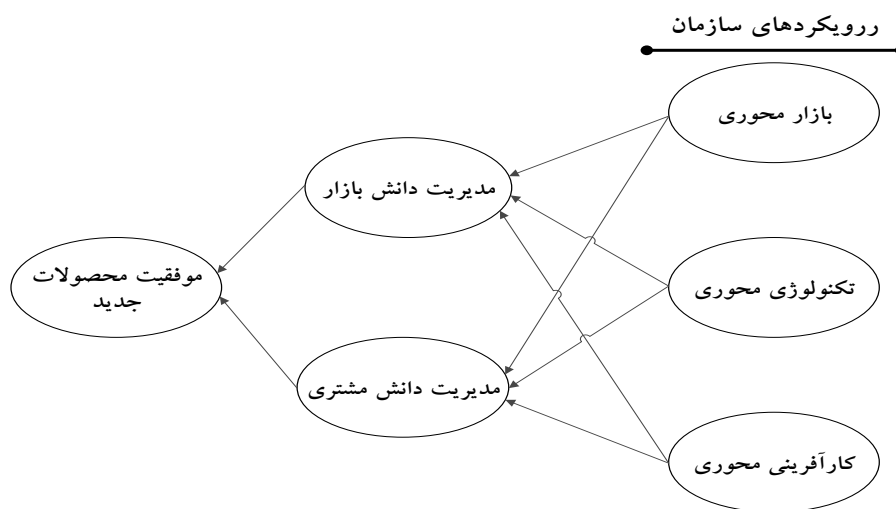 ررویکردهای سازمان
بازار محوری
مدیریت دانش بازار
موفقیت محصولات
جدید
تکنولوژی محوری
مدیریت دانش مشتری
کارآفرینی محوری